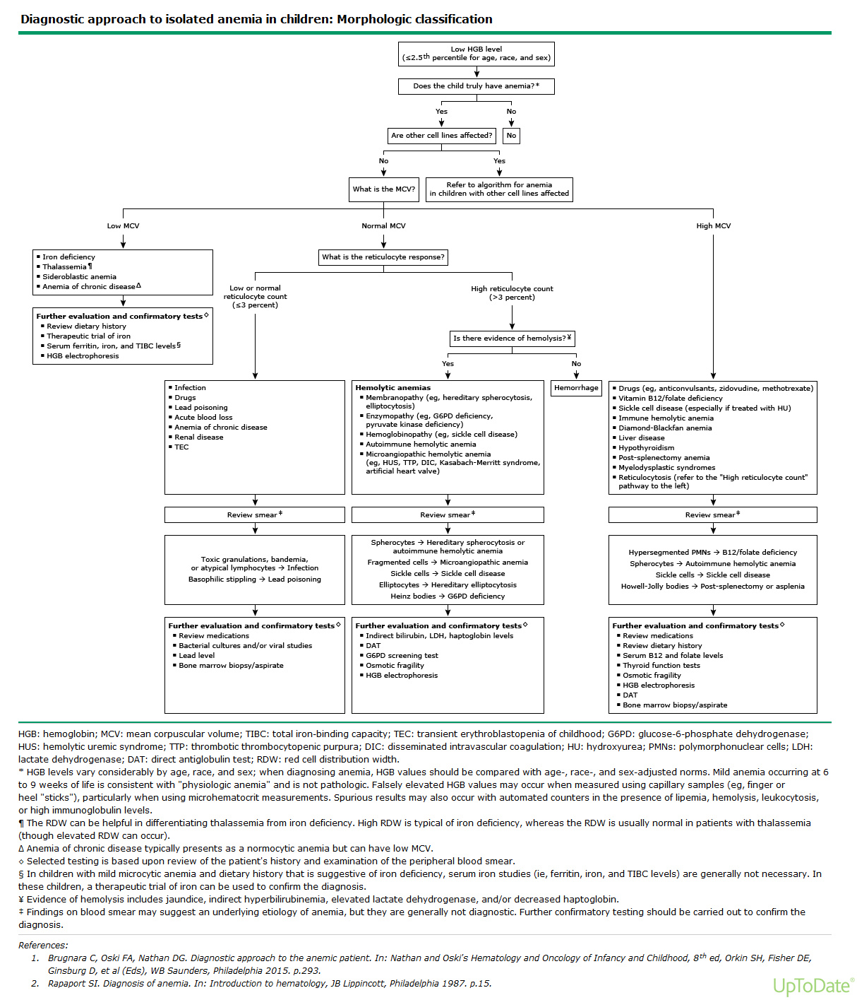 Diagnostic approach to isolated anemia in children: Morphologic classification
Low HGB level
(≤2.5th percentile for age, race, and sex)
Does the child truly have anemia?*
Yes
No
Are other cell lines affected?
No
No
Yes
What is the MCV?
Refer to algorithm for anemia
in children with other cell lines affected
Low MCV
Normal MCV
High MCV
▪ Iron deficiency
▪ Thalassemia¶
▪ Sideroblastic anemia
▪ Anemia of chronic diseaseΔ
What is the reticulocyte response?
Low or normal
reticulocyte count
(≤3 percent)
High reticulocyte count
(>3 percent)
Further evaluation and confirmatory tests◊
▪ Review dietary history
▪ Therapeutic trial of iron
▪ Serum ferritin, iron, and TIBC levels§
▪ HGB electrophoresis
Is there evidence of hemolysis?¥
Yes
No
▪ Infection
▪ Drugs
▪ Lead poisoning
▪ Acute blood loss
▪ Anemia of chronic disease
▪ Renal disease
▪ TEC
Hemolytic anemias
▪ Membranopathy (eg, hereditary spherocytosis,
elliptocytosis)
▪ Enzymopathy (eg, G6PD deficiency,
pyruvate kinase deficiency)
▪ Hemoglobinopathy (eg, sickle cell disease)
▪ Autoimmune hemolytic anemia
▪ Microangiopathic hemolytic anemia
(eg, HUS, TTP, DIC, Kasabach-Merritt syndrome,
artificial heart valve)
Hemorrhage
▪ Drugs (eg, anticonvulsants, zidovudine, methotrexate)
▪ Vitamin B12/folate deficiency
▪ Sickle cell disease (especially if treated with HU)
▪ Immune hemolytic anemia
▪ Diamond-Blackfan anemia
▪ Liver disease
▪ Hypothyroidism
▪ Post-splenectomy anemia
▪ Myelodysplastic syndromes
▪ Reticulocytosis (refer to the "High reticulocyte count"
pathway to the left)
Review smear‡
Review smear‡
Review smear‡
Toxic granulations, bandemia,
or atypical lymphocytes → Infection
Basophilic stippling → Lead poisoning
Spherocytes → Hereditary spherocytosis or
autoimmune hemolytic anemia
Fragmented cells → Microangiopathic anemia
Sickle cells → Sickle cell disease
Elliptocytes → Hereditary elliptocytosis
Heinz bodies → G6PD deficiency
Hypersegmented PMNs → B12/folate deficiency
Spherocytes → Autoimmune hemolytic anemia
Sickle cells → Sickle cell disease
Howell-Jolly bodies → Post-splenectomy or asplenia
Further evaluation and confirmatory tests◊
▪ Review medications
▪ Bacterial cultures and/or viral studies
▪ Lead level
▪ Bone marrow biopsy/aspirate
Further evaluation and confirmatory tests◊
▪ Indirect bilirubin, LDH, haptoglobin levels
▪ DAT
▪ G6PD screening test
▪ Osmotic fragility
▪ HGB electrophoresis
Further evaluation and confirmatory tests◊
▪ Review medications
▪ Review dietary history
▪ Serum B12 and folate levels
▪ Thyroid function tests
▪ Osmotic fragility
▪ HGB electrophoresis
▪ DAT
▪ Bone marrow biopsy/aspirate
HGB: hemoglobin; MCV: mean corpuscular volume; TIBC: total iron-binding capacity; TEC: transient erythroblastopenia of childhood; G6PD: glucose-6-phosphate dehydrogenase;
HUS: hemolytic uremic syndrome; TTP: thrombotic thrombocytopenic purpura; DIC: disseminated intravascular coagulation; HU: hydroxyurea; PMNs: polymorphonuclear cells; LDH:
lactate dehydrogenase; DAT: direct antiglobulin test; RDW: red cell distribution width.
* HGB levels vary considerably by age, race, and sex; when diagnosing anemia, HGB values should be compared with age-, race-, and sex-adjusted norms. Mild anemia occurring at 6
to 9 weeks of life is consistent with "physiologic anemia" and is not pathologic. Falsely elevated HGB values may occur when measured using capillary samples (eg, finger or
heel "sticks"), particularly when using microhematocrit measurements. Spurious results may also occur with automated counters in the presence of lipemia, hemolysis, leukocytosis,
or high immunoglobulin levels.
¶ The RDW can be helpful in differentiating thalassemia from iron deficiency. High RDW is typical of iron deficiency, whereas the RDW is usually normal in patients with thalassemia
(though elevated RDW can occur).
Δ Anemia of chronic disease typically presents as a normocytic anemia but can have low MCV.
◊ Selected testing is based upon review of the patient's history and examination of the peripheral blood smear.
§ In children with mild microcytic anemia and dietary history that is suggestive of iron deficiency, serum iron studies (ie, ferritin, iron, and TIBC levels) are generally not necessary. In
these children, a therapeutic trial of iron can be used to confirm the diagnosis.
¥ Evidence of hemolysis includes jaundice, indirect hyperbilirubinemia, elevated lactate dehydrogenase, and/or decreased haptoglobin.
‡ Findings on blood smear may suggest an underlying etiology of anemia, but they are generally not diagnostic. Further confirmatory testing should be carried out to confirm the
diagnosis.
References:
1. Brugnara C, Oski FA, Nathan DG. Diagnostic approach to the anemic patient. In: Nathan and Oski's Hematology and Oncology of Infancy and Childhood, 8th ed, Orkin SH, Fisher DE,
Ginsburg D, et al (Eds), WB Saunders, Philadelphia 2015. p.293.
2. Rapaport SI. Diagnosis of anemia. In: Introduction to hematology, JB Lippincott, Philadelphia 1987. p.15.
UpToDate®